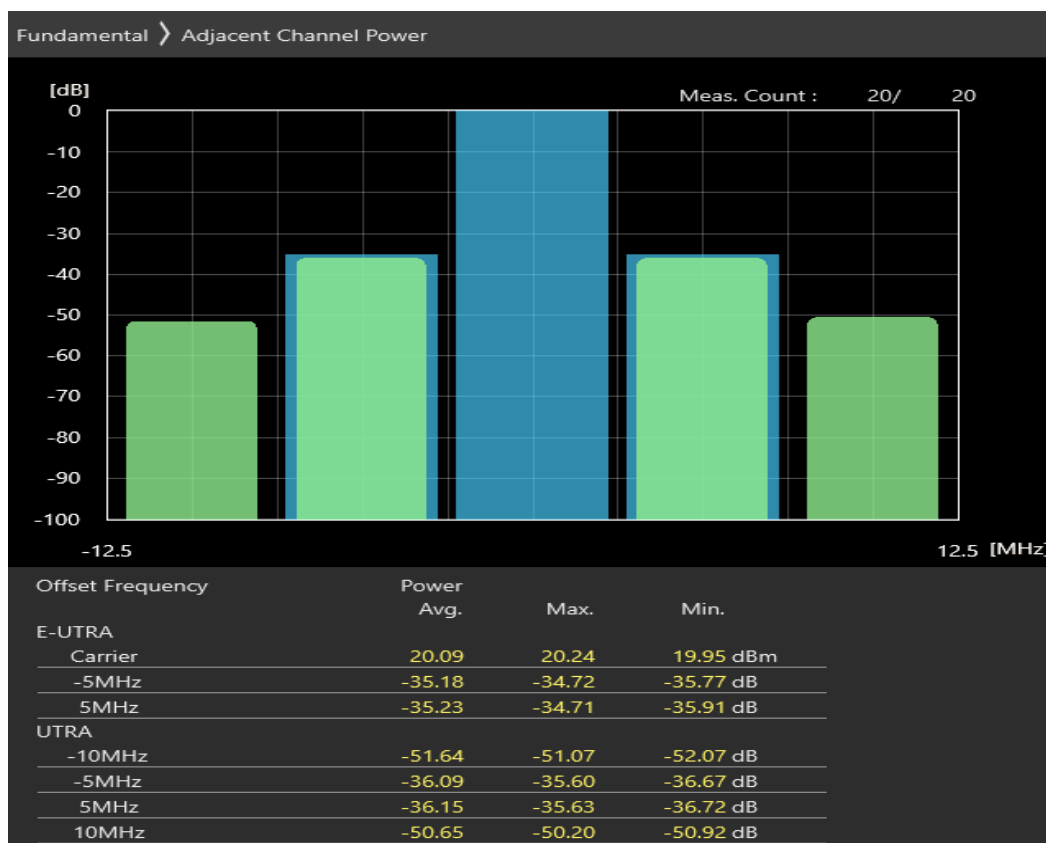 Fundamental 〉 Adjacent Channel Power
[dB]
Meas. Count : 20/ 20
0
-10
-20
-30
-40
-50
-60
-70
-80
-90
-100
-12.5 12.5 [MHz]
Offset Frequency Power
Avg. Max. Min.
E-UTRA
Carrier 20.09 20.24 19.95 dBm
-5MHz -35.18 -34.72 -35.77 dB
5MHz -35.23 -34.71 -35.91 dB
UTRA
-10MHz -51.64 -51.07 -52.07 dB
-5MHz -36.09 -35.60 -36.67 dB
5MHz -36.15 -35.63 -36.72 dB
10MHz -50.65 -50.20 -50.92 dB